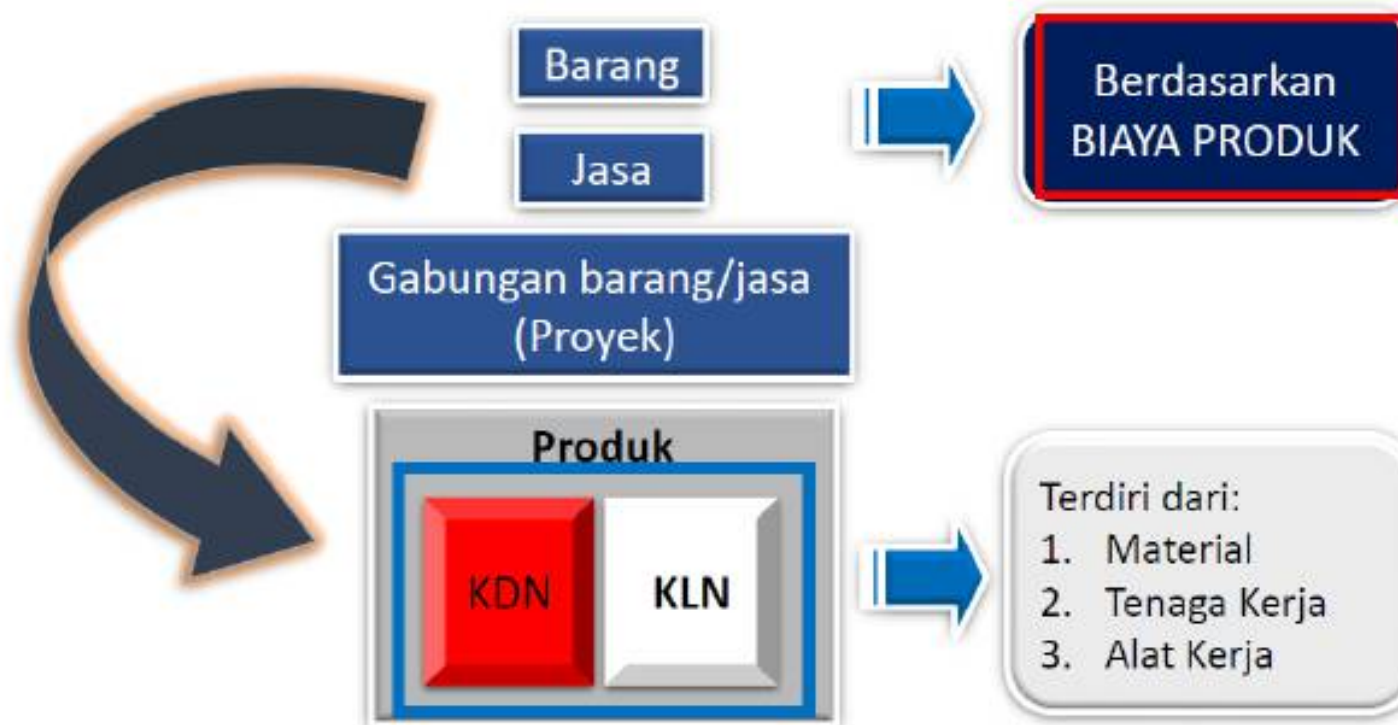 Barang
Jasa
Gabungan barang/jasa
(Proyek)
Berdasarkan
BIAYA PRODUK
Produk
KDN
KLN
Terdiri dari:
1. Material
2. Tenaga Kerja
3. Alat Kerja